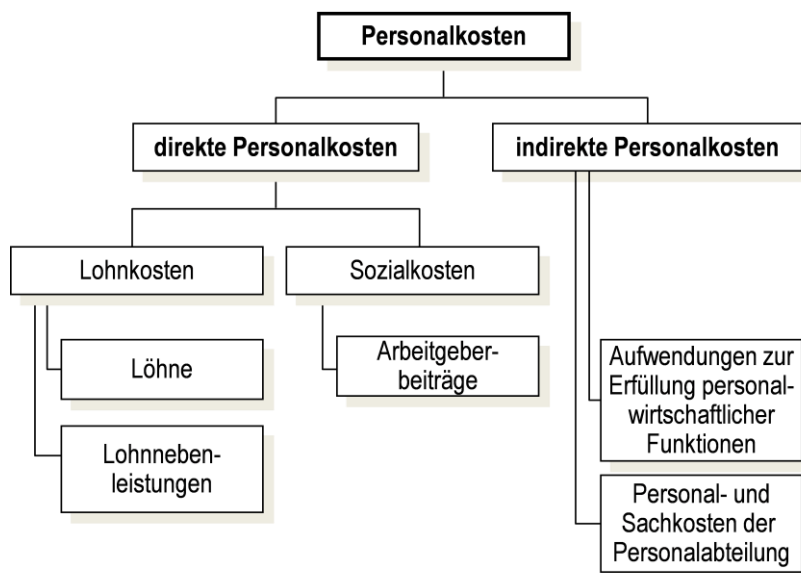 Personalkosten
direkte Personalkosten
indirekte Personalkosten
Lohnkosten
Sozialkosten
Löhne
Arbeitgeber-
beiträge
Lohnneben-
leistungen
Aufwendungen zur
Erfüllung personal-
wirtschaftlicher
Funktionen
Personal- und
Sachkosten der
Personalabteilung